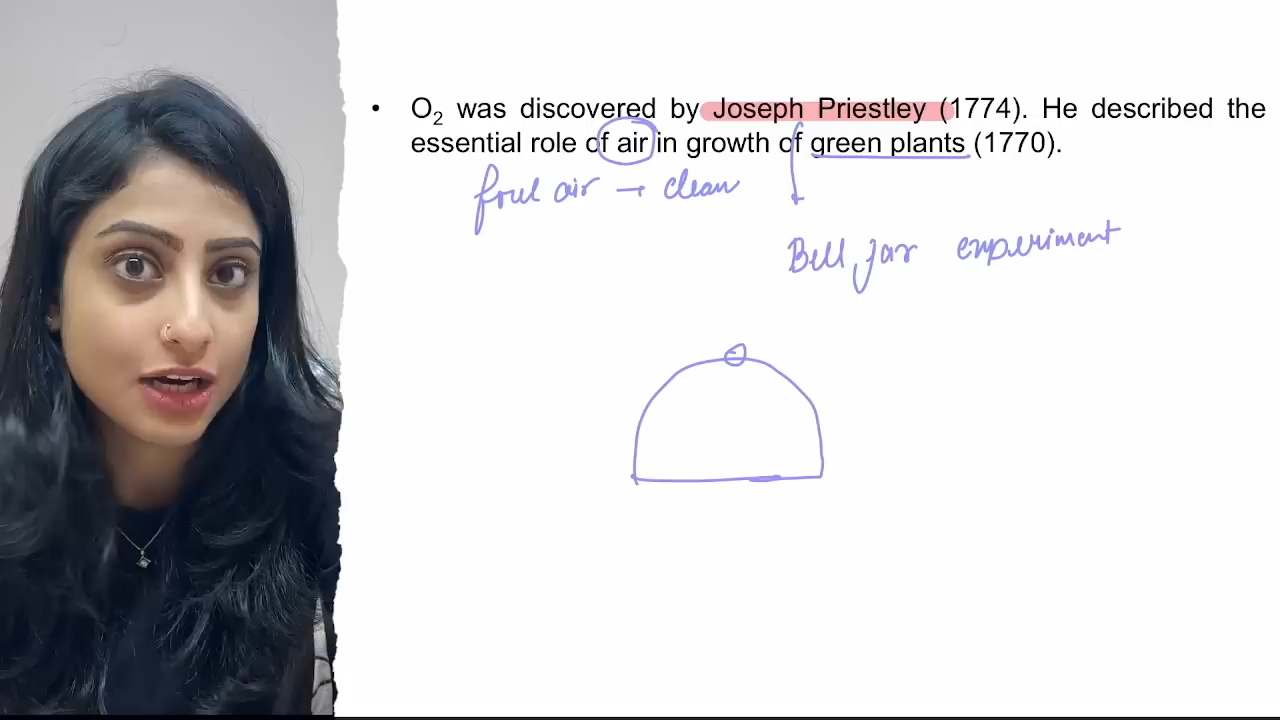 • O₂ was discovered by Joseph Priestley (1774). He described the
essential role of air in growth of green plants (1770).
foul air → clean
Bell jar experiment